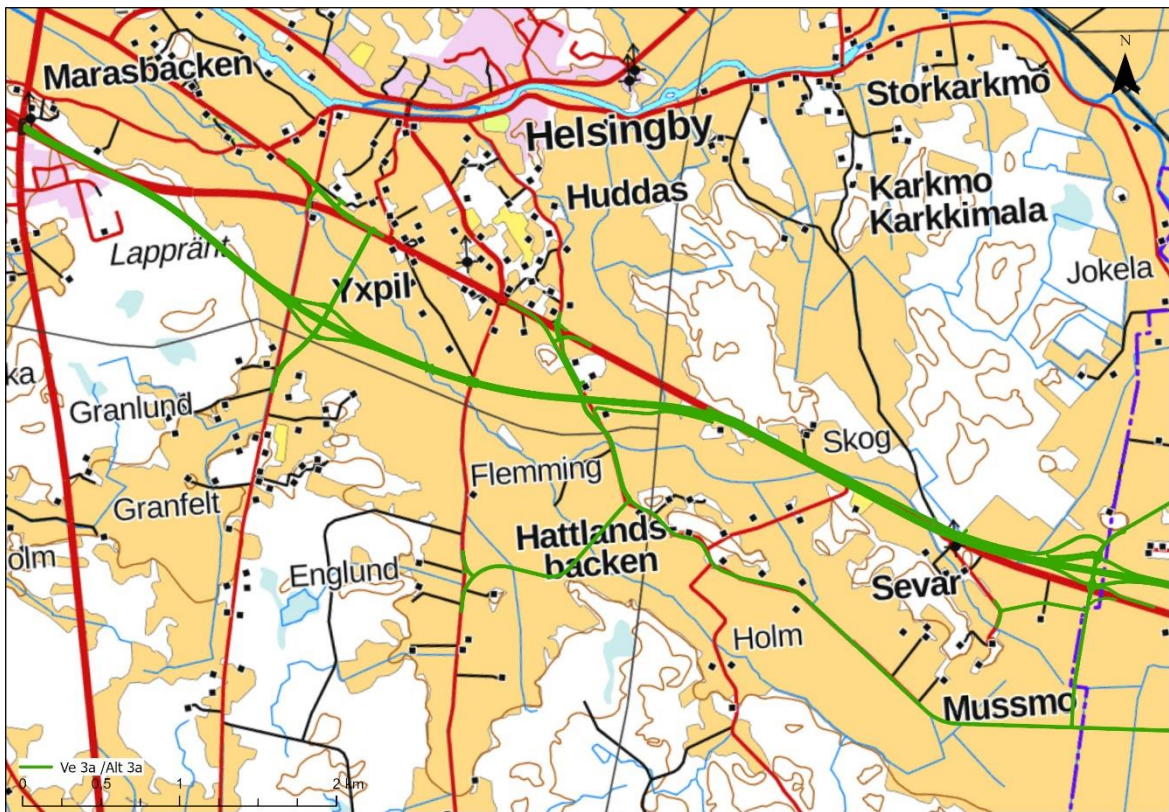 Marasbacken
Helsingby
Storkarkmo
N
Huddas
Karkmo
Karkkimala
Lappränt
Yxpil
Jokela
ka
Granlund
Skog
Flemming
Granfelt
Hattlands-
backen
olm
Englund
Sevar
Holm
Mussmo
Ve 3a /Alt 3a
0 0,5 1 2 km